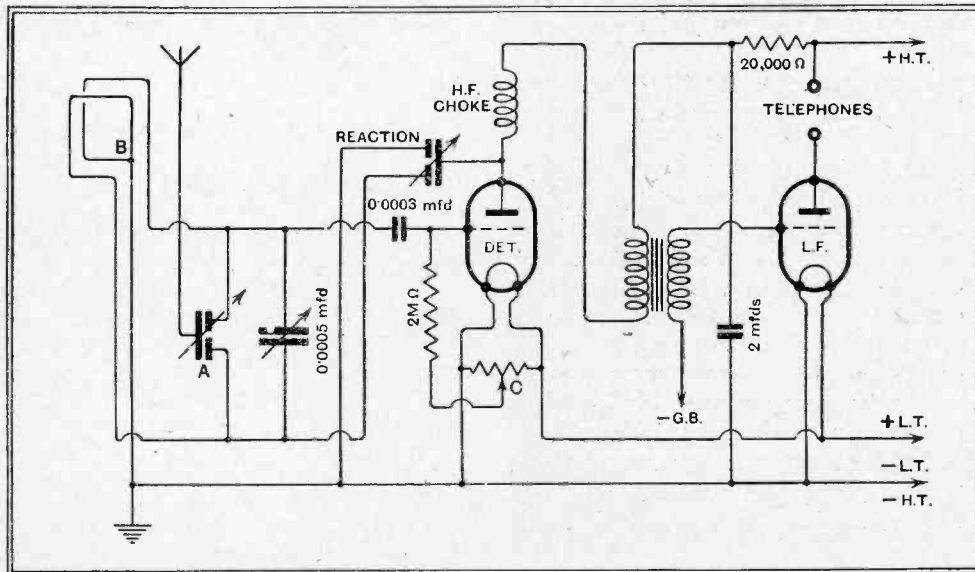 20,000 Ω
+H.T.
H.F.
CHOKE
TELEPHONES
REACTION
B
0·0003 mfd
DET.
L.F.
2MΩ
0·0005 mfd
2 mfds
A
C
-G.B.
+L.T.
-L.T.
-H.T.